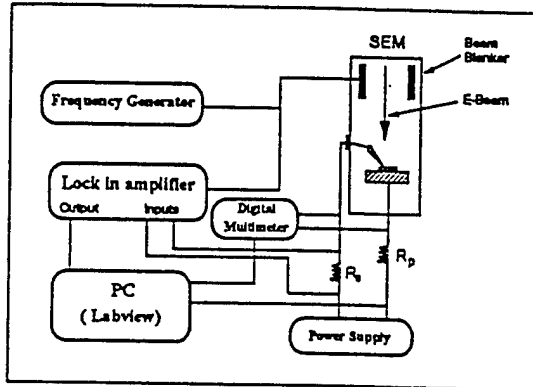 SEM
Beam
Blanker
Frequency Generator
E-Beam
Lock in amplifier
Output
Inputs
Digital
Multimeter
PC
( Labview)
Rs
Rp
Power Supply